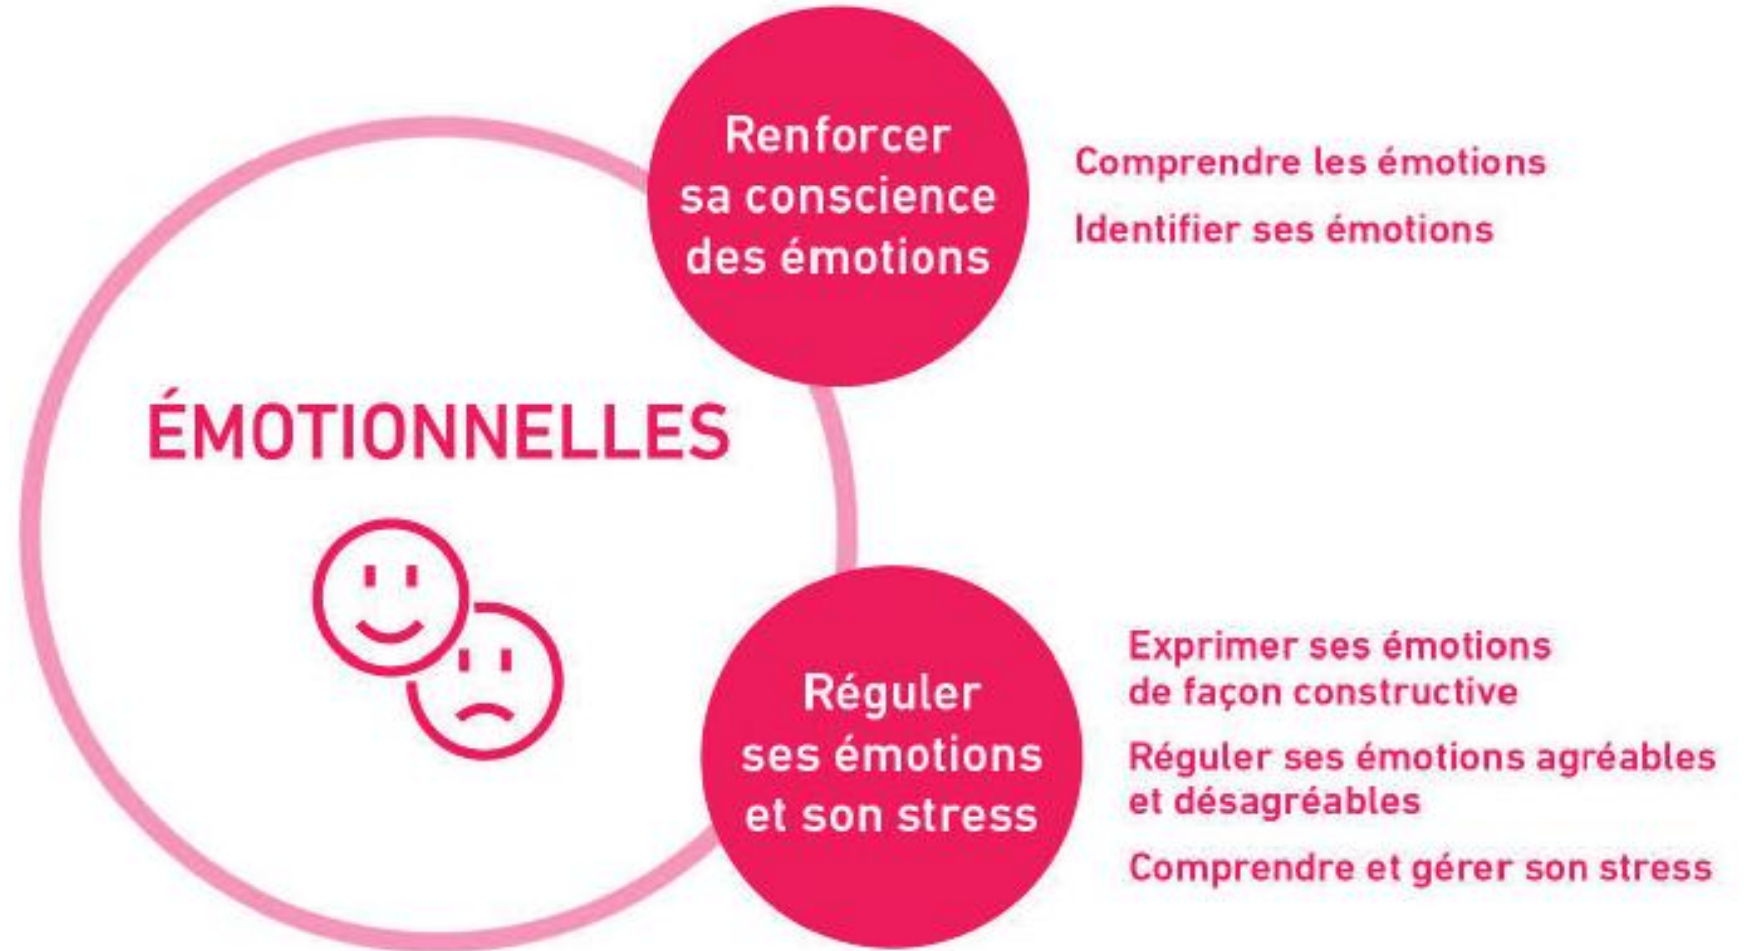 ÉMOTIONNELLES
Renforcer
sa conscience
des émotions
Comprendre les émotions
Identifier ses émotions
Réguler
ses émotions
et son stress
Exprimer ses émotions
de façon constructive
Réguler ses émotions agréables
et désagréables
Comprendre et gérer son stress